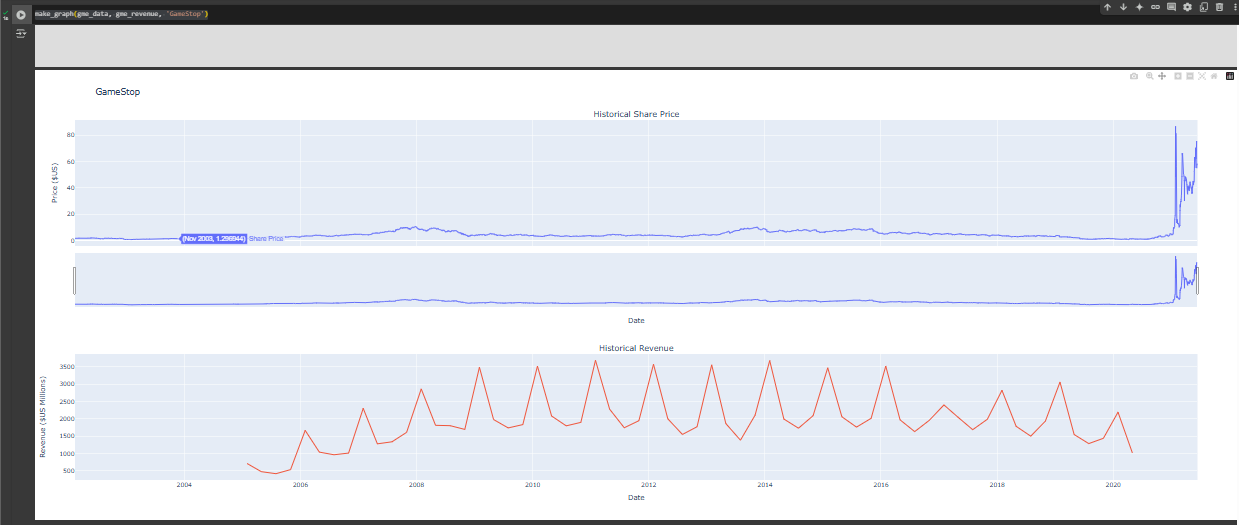 make_graph(gme_data, gme_revenue, 'GameStop')
1s
GameStop
Historical Share Price
80
60
40
20
0
Price ($US)
(Nov 2003, 1.296944) Share Price
Date
Historical Revenue
3500
3000
2500
2000
1500
1000
500
Revenue ($US Millions)
2004 2006 2008 2010 2012 2014 2016 2018 2020
Date